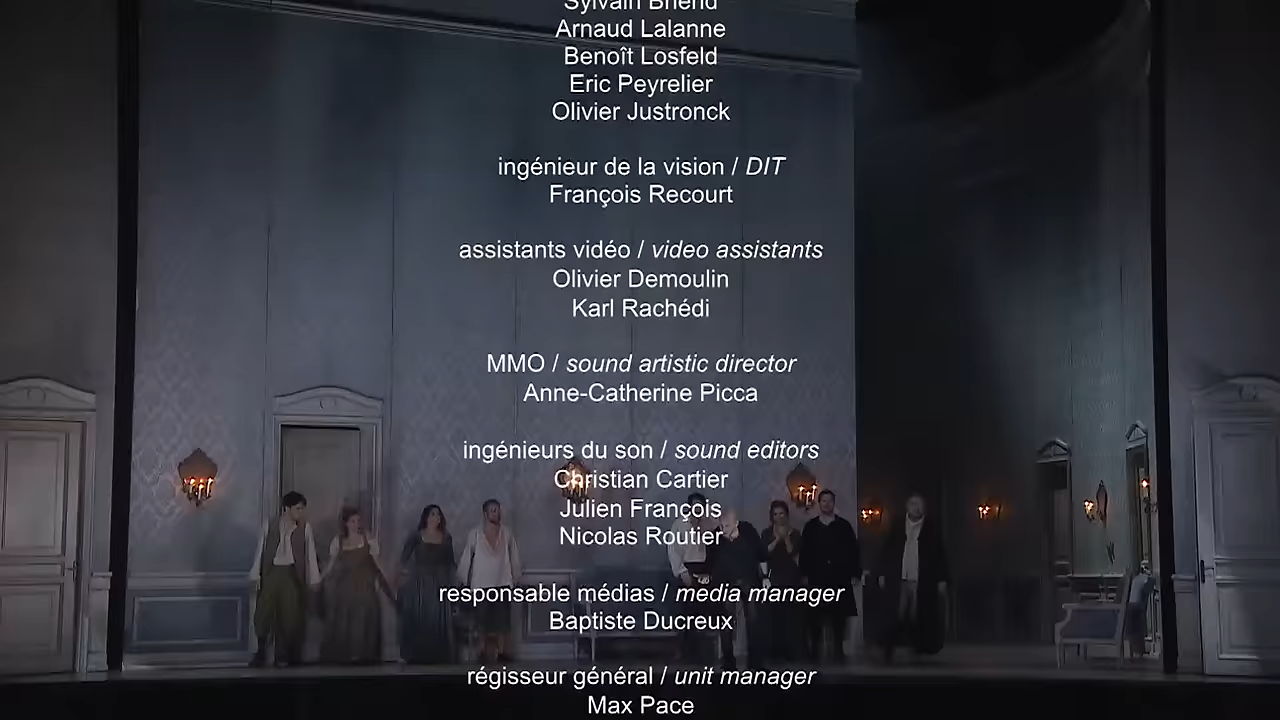 Sylvain Briend
Arnaud Lalanne
Benoît Losfeld
Eric Peyrelier
Olivier Justronck
ingénieur de la vision / DIT
François Recourt
assistants vidéo / video assistants
Olivier Demoulin
Karl Rachédi
MMO / sound artistic director
Anne-Catherine Picca
ingénieurs du son / sound editors
Christian Cartier
Julien François
Nicolas Routier
responsable médias / media manager
Baptiste Ducreux
régisseur général / unit manager
Max Pace